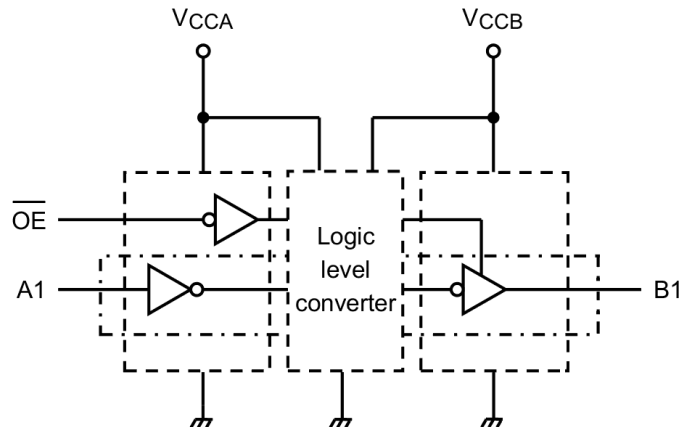 VCCA
VCCB
OE
Logic
level
converter
A1
B1